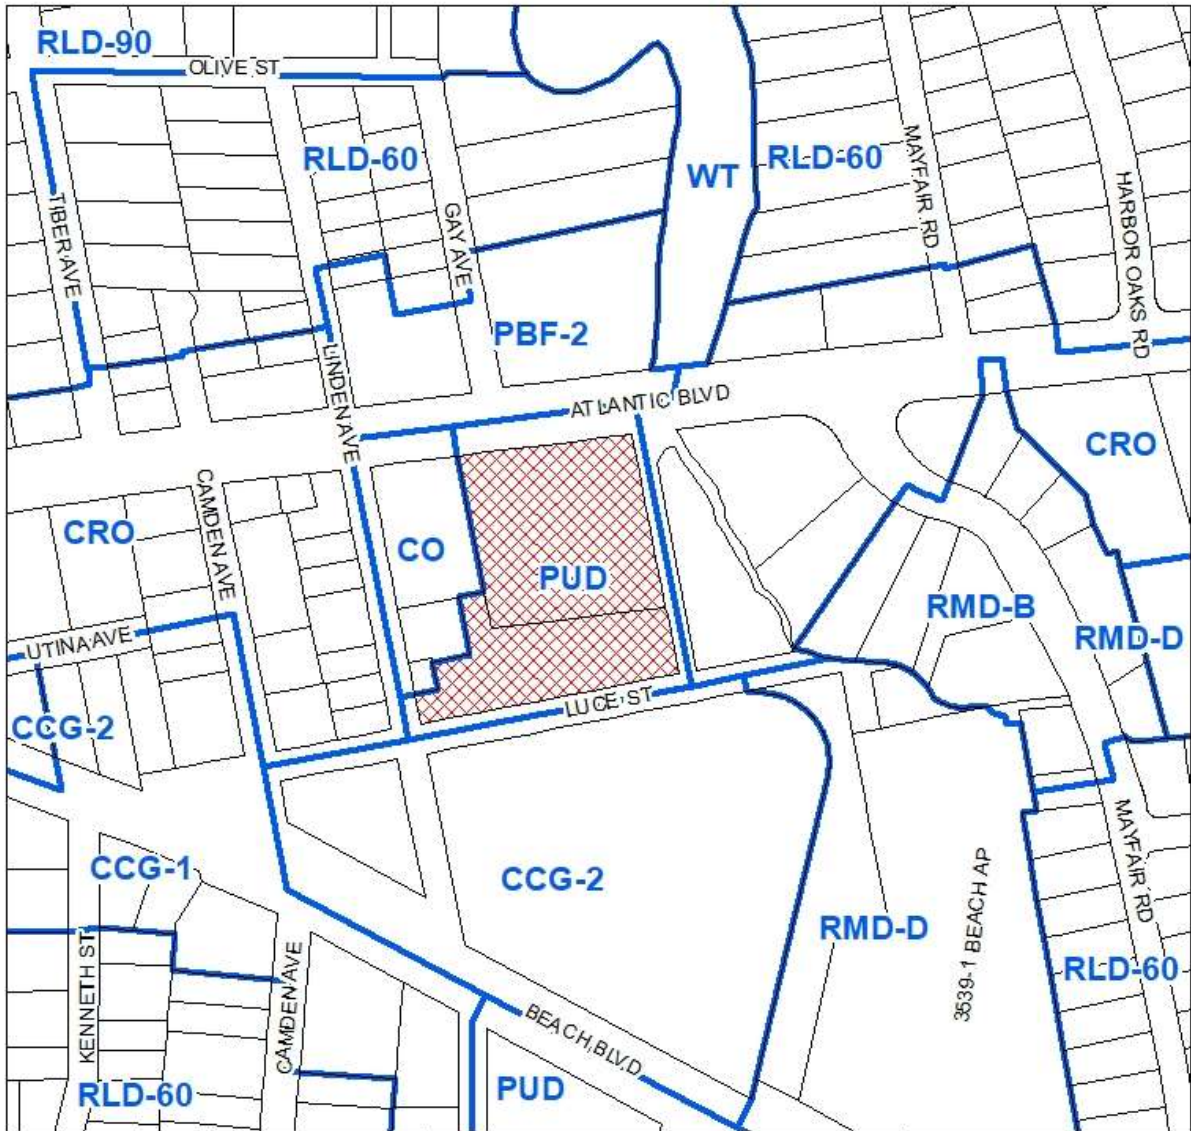 RLD-90
OLIVE ST
RLD-60
RLD-60
WT
MAYFAIR RD
HARBOR OAKS RD
TIBER AVE
GAY AVE
PBF-2
LINDEN AVE
ATLANTIC BLVD
CRO
CAMDEN AVE
CRO
CO
PUD
RMD-B
RMD-D
UTINA AVE
LUCE ST
CCG-2
CCG-1
CCG-2
MAYFAIR RD
3539-1 BEACH AP
RMD-D
RLD-60
KENNETH ST
CAMDEN AVE
BEACH BLVD
RLD-60
PUD